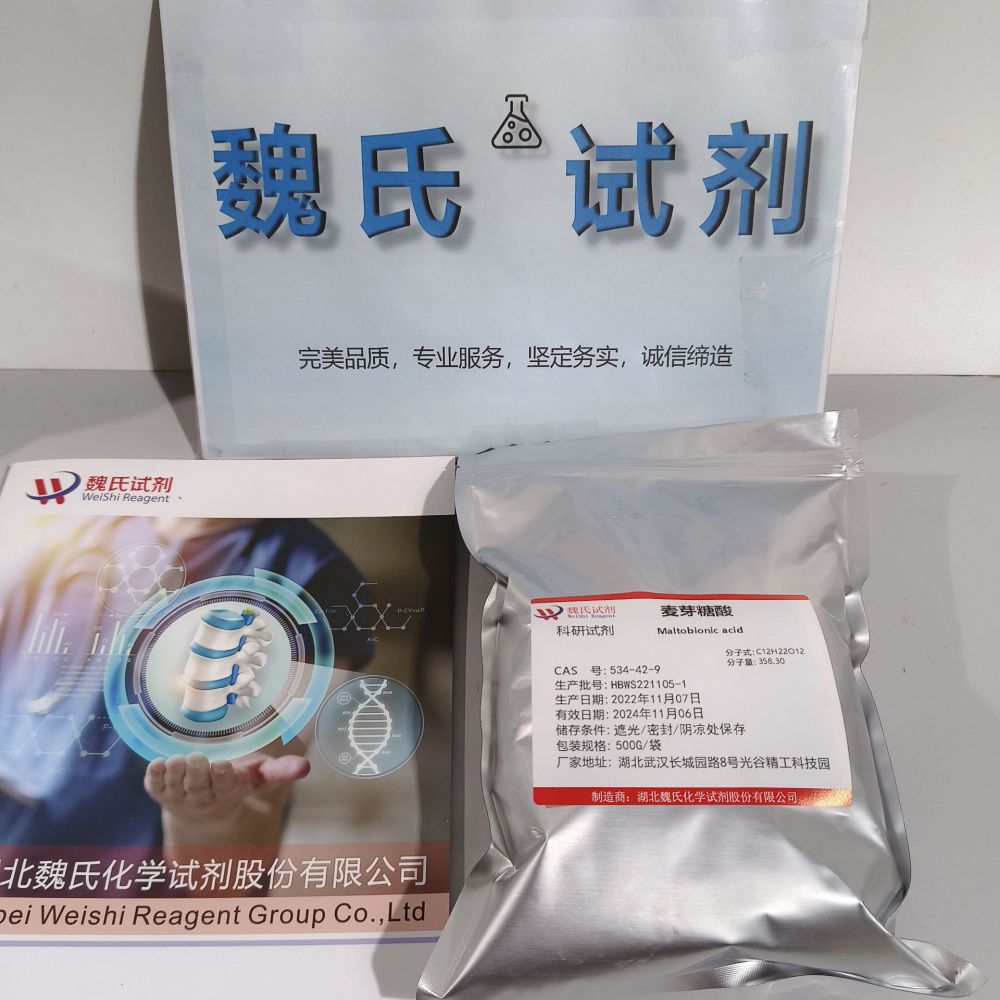 魏氏试剂
完美品质，专业服务，坚定务实，诚信缔造
魏氏试剂
WeiShi Reagent
P-CV=LP
A=C
A=C
北魏氏化学试剂股份有限公司
bei Weishi Reagent Group Co.,Ltd
魏氏试剂
WeiShi Reagent
麦芽糖酸
科研试剂
Maltobionic acid
分子式:C12H22O12
分子量:358.30
CAS 号:534-42-9
生产批号:HBWS221105-1
生产日期:2022年11月07日
有效日期:2024年11月06日
储存条件:遮光/密封/阴凉处保存
包装规格:500G/袋
厂家地址:湖北武汉长城园路8号光谷精工科技园
制造商:湖北魏氏化学试剂股份有限公司